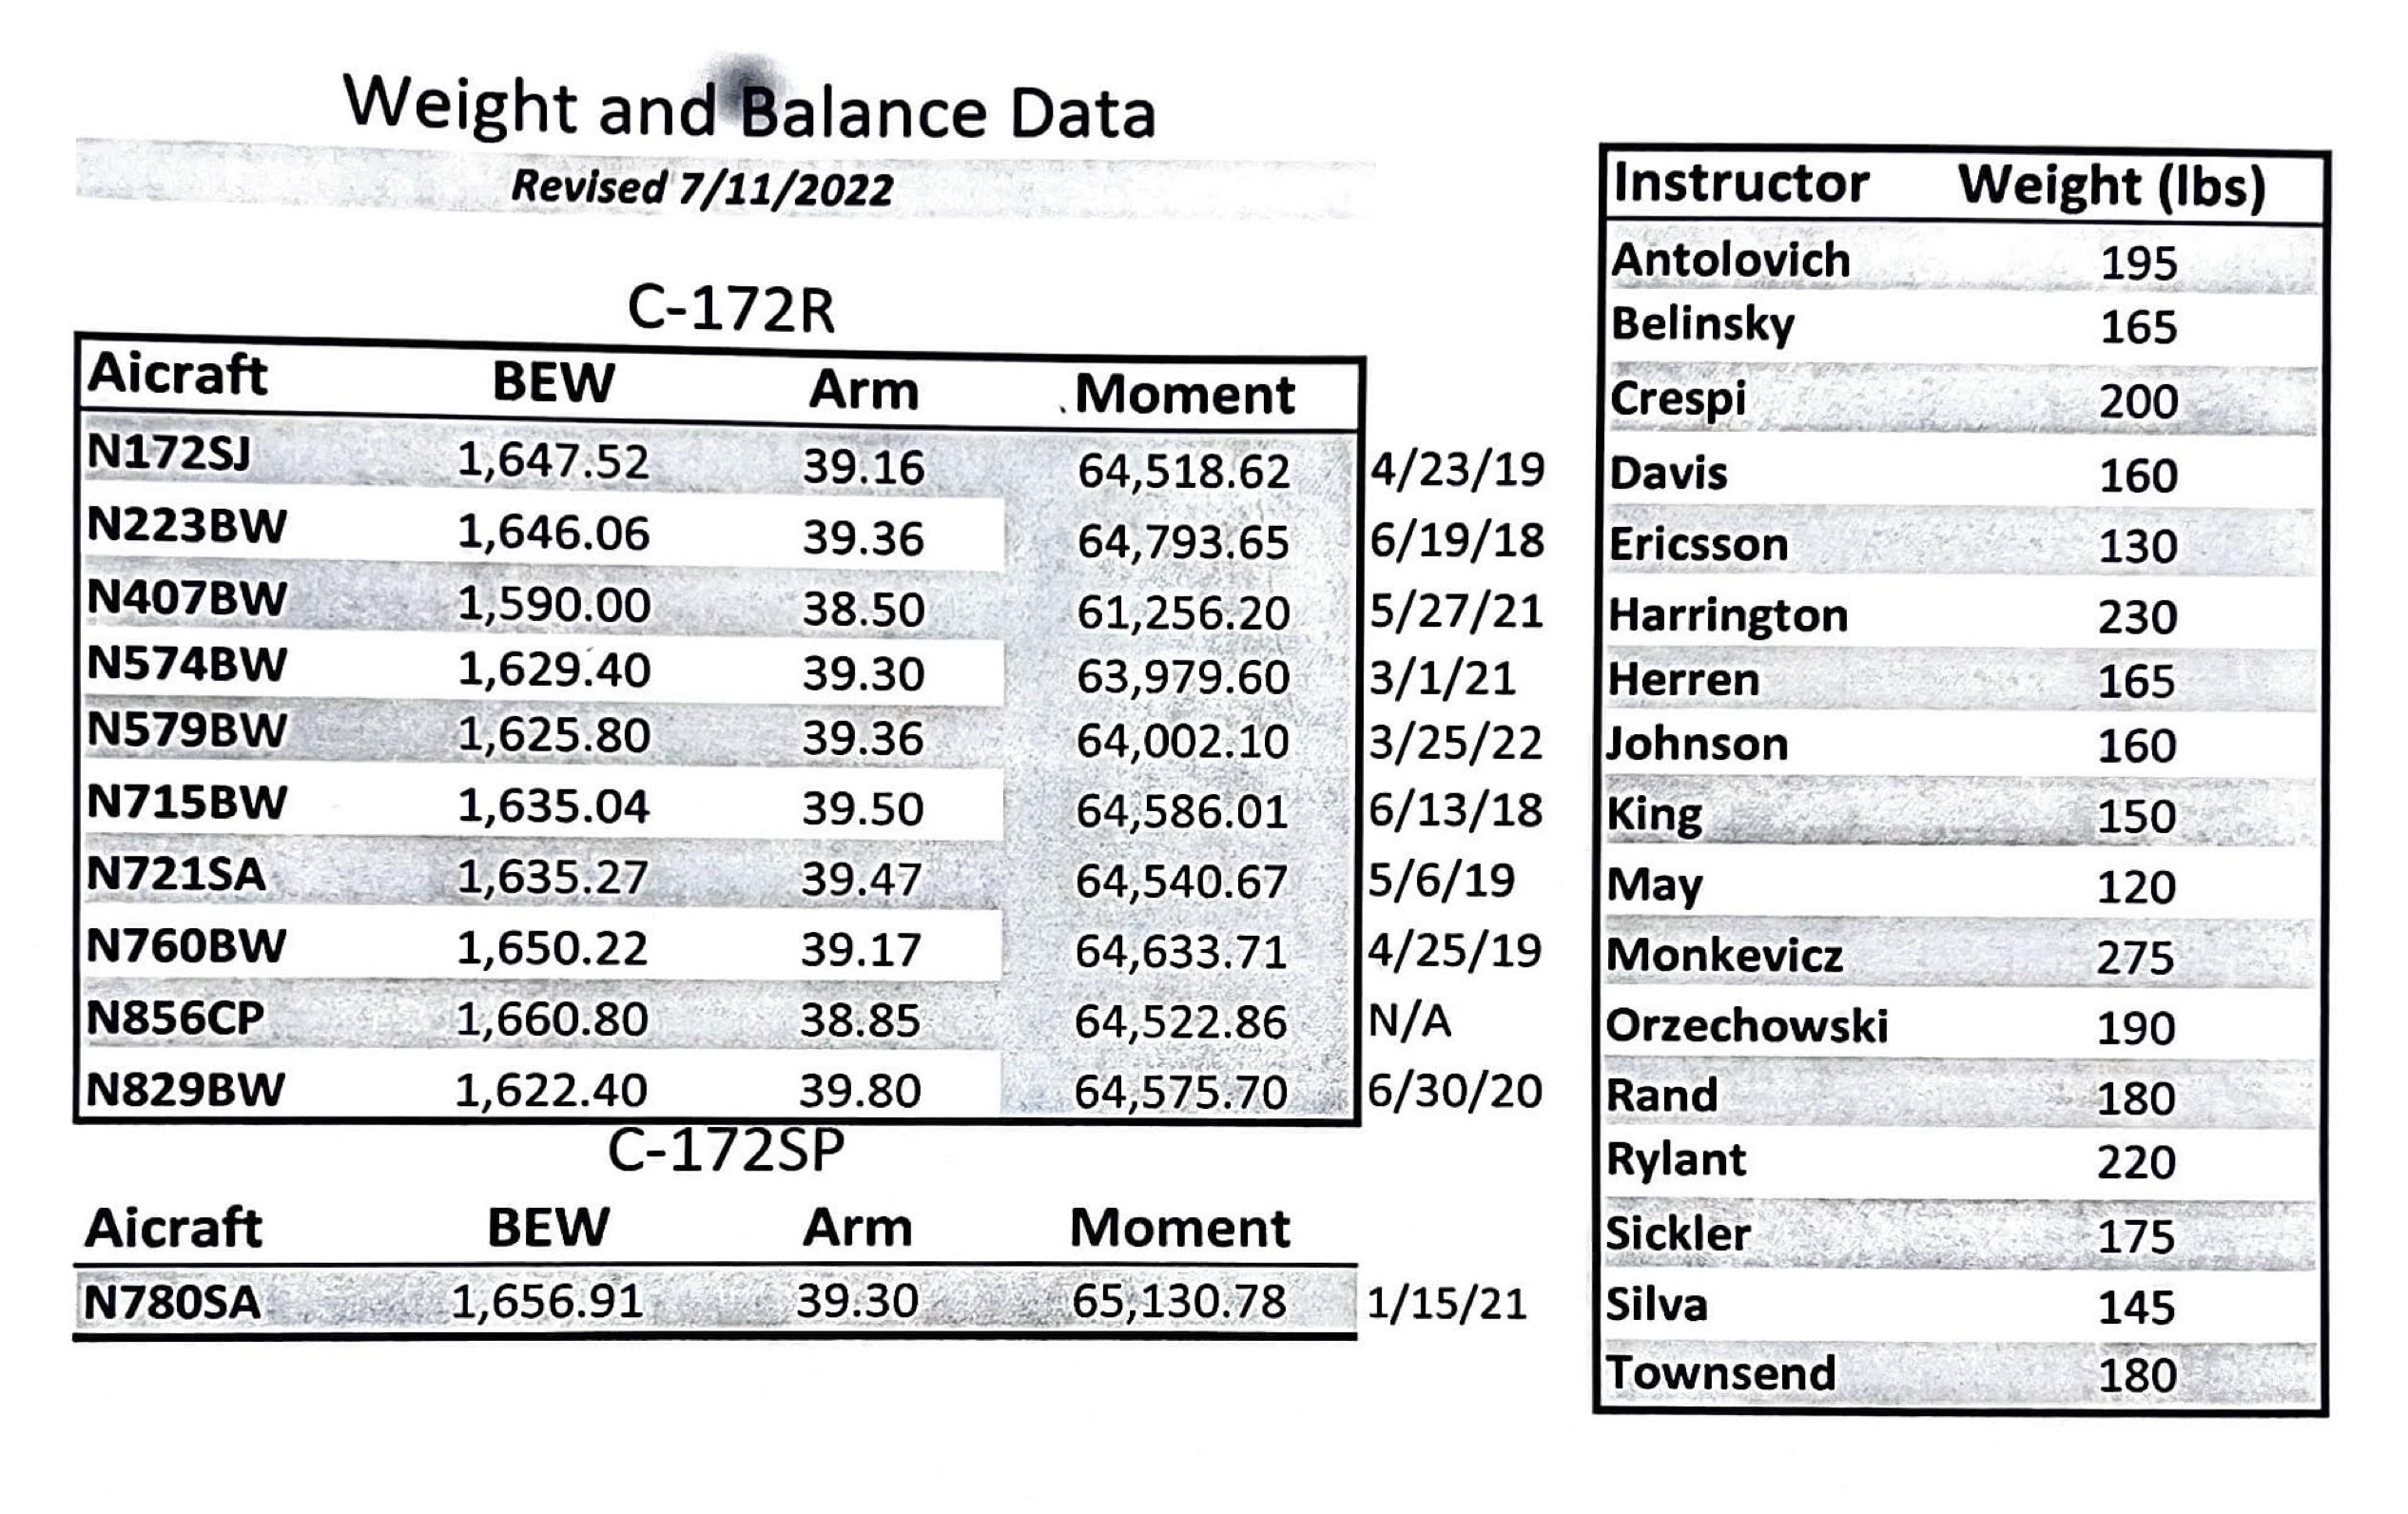 Weight and Balance Data
Revised 7/11/2022
C-172R
Aicraft BEW Arm Moment
N172SJ 1,647.52 39.16 64,518.62 4/23/19
N223BW 1,646.06 39.36 64,793.65 6/19/18
N407BW 1,590.00 38.50 61,256.20 5/27/21
N574BW 1,629.40 39.30 63,979.60 3/1/21
N579BW 1,625.80 39.36 64,002.10 3/25/22
N715BW 1,635.04 39.50 64,586.01 6/13/18
N721SA 1,635.27 39.47 64,540.67 5/6/19
N760BW 1,650.22 39.17 64,633.71 4/25/19
N856CP 1,660.80 38.85 64,522.86 N/A
N829BW 1,622.40 39.80 64,575.70 6/30/20
C-172SP
Aicraft BEW Arm Moment
N780SA 1,656.91 39.30 65,130.78 1/15/21
Instructor Weight (lbs)
Antolovich 195
Belinsky 165
Crespi 200
Davis 160
Ericsson 130
Harrington 230
Herren 165
Johnson 160
King 150
May 120
Monkevicz 275
Orzechowski 190
Rand 180
Rylant 220
Sickler 175
Silva 145
Townsend 180